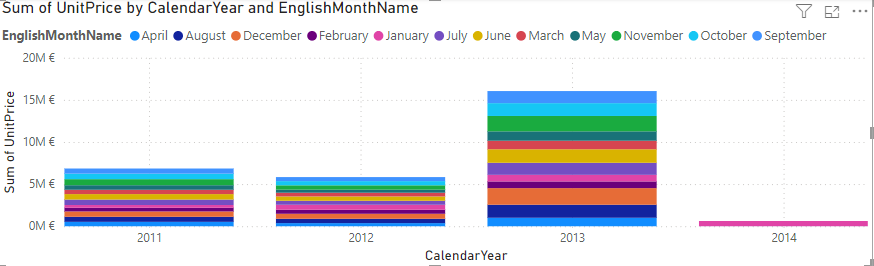 Sum of UnitPrice by CalendarYear and EnglishMonthName
EnglishMonthName April August December February January July June March May November October September
20M €
15M €
10M €
5M €
0M €
Sum of UnitPrice
2011 2012 2013 2014
CalendarYear